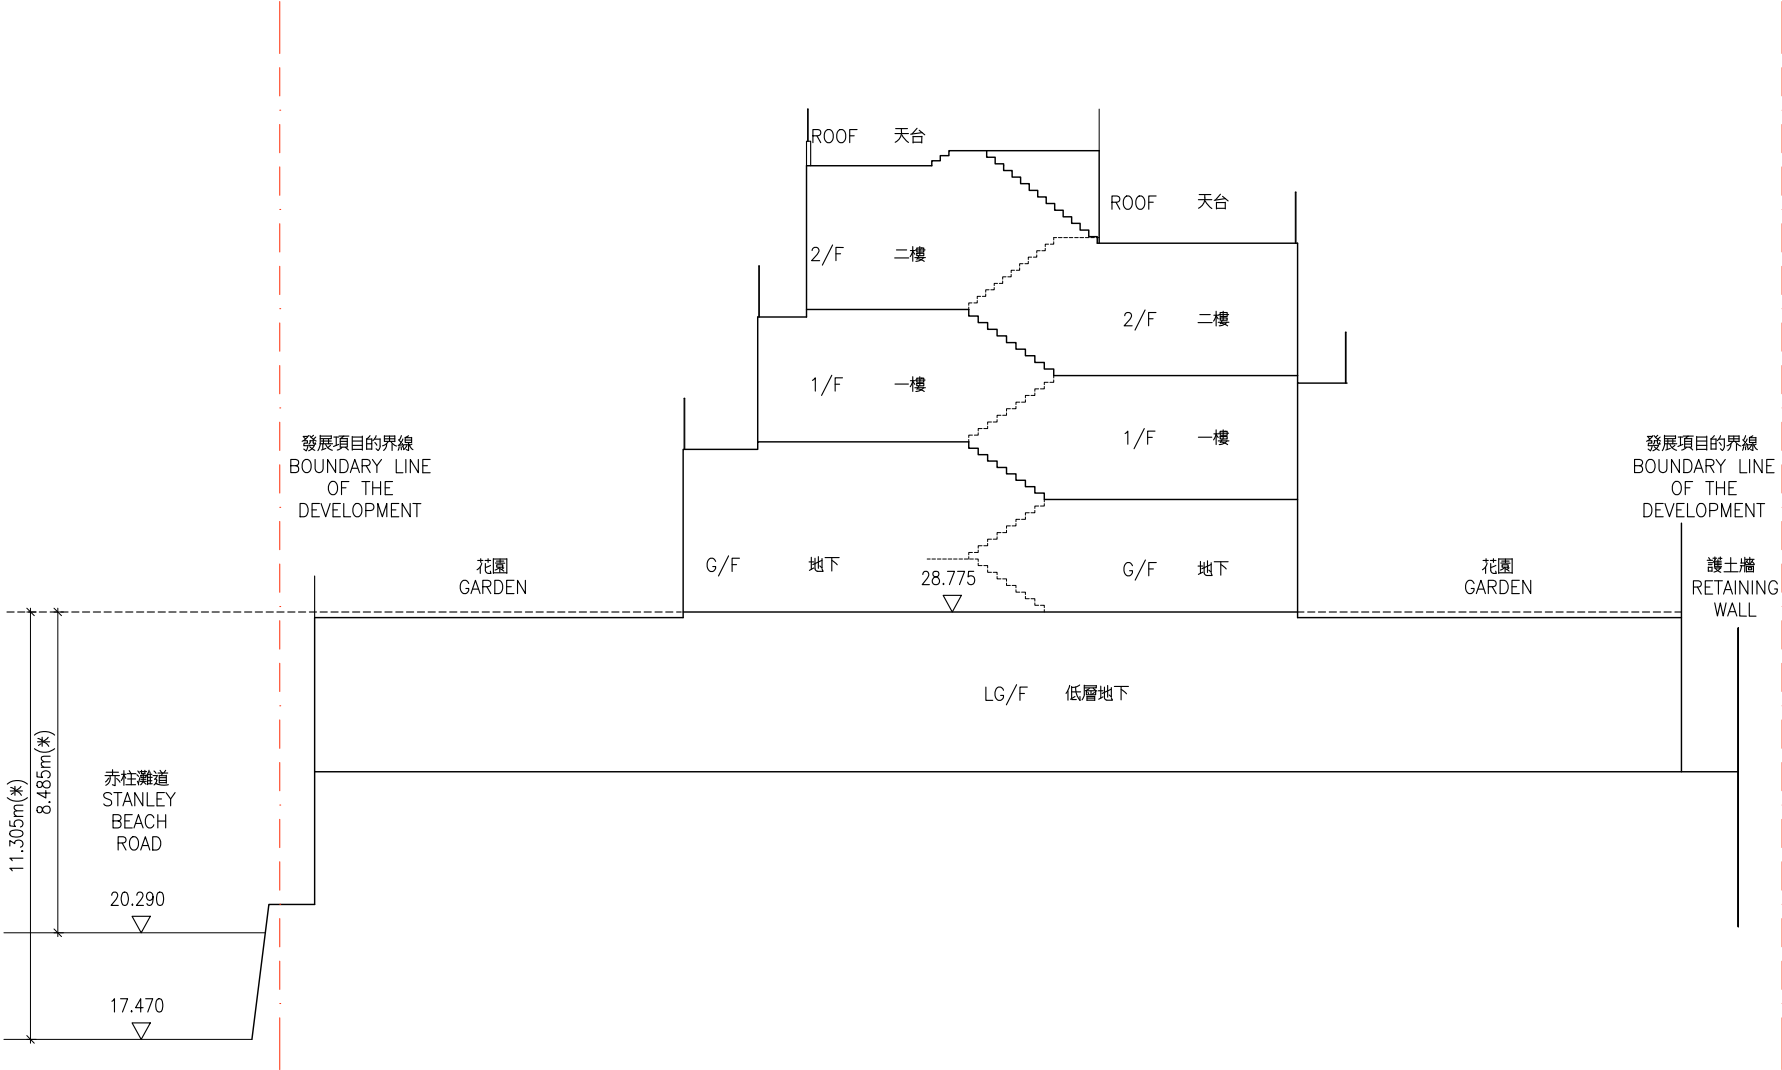 ROOF 天台
ROOF 天台
2/F 二樓
2/F 二樓
1/F 一樓
1/F 一樓
發展項目的界線
BOUNDARY LINE
OF THE
DEVELOPMENT
發展項目的界線
BOUNDARY LINE
OF THE
DEVELOPMENT
花園
GARDEN
G/F 地下
28.775
G/F 地下
花園
GARDEN
護土牆
RETAINING
WALL
LG/F 低層地下
11.305m(米)
8.485m(米)
赤柱灘道
STANLEY
BEACH
ROAD
20.290
17.470